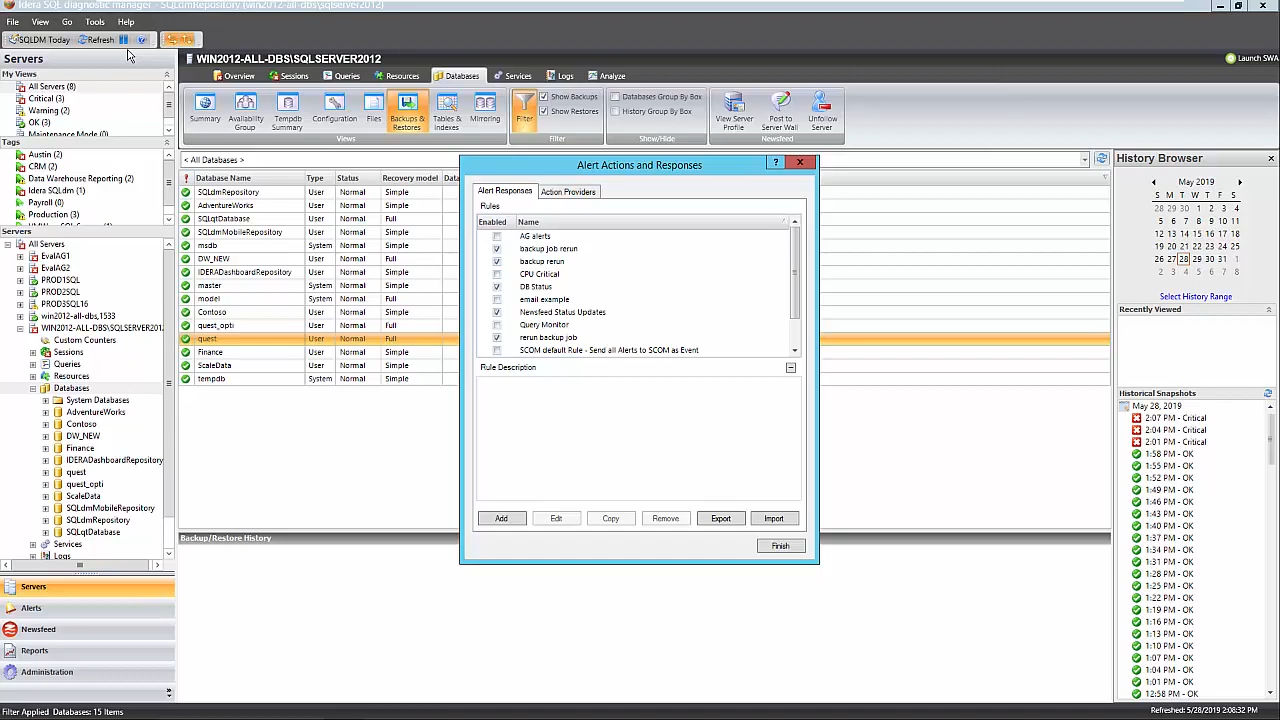 Idera SQL diagnostic manager - SQLdmRepository (win2012-all-dbs\sqlserver2012)
File View Go Tools Help
SQLDM Today Refresh
Servers
My Views
All Servers (8)
Critical (3)
Warning (2)
OK (3)
Maintenance Mode (0)
Tags
Austin (2)
CRM (2)
Data Warehouse Reporting (2)
Idera SQLdm (1)
Payroll (0)
Production (3)
Servers
All Servers
EvalAG1
EvalAG2
PROD1SQL
PROD2SQL
PROD3SQL16
win2012-all-dbs,1535
WIN2012-ALL-DBS\SQLSERVER201
Custom Counters
Sessions
Queries
Resources
Databases
System Databases
AdventureWorks
Contoso
DW_NEW
Finance
IDERADashboardRepository
quest
quest_opti
ScaleData
SQLdmMobileRepository
SQLdmRepository
SQLqtDatabase
Services
Logs
Servers
Alerts
Newsfeed
Reports
Administration
Filter Applied Databases: 15 Items
WIN2012-ALL-DBS\SQLSERVER2012
Launch SWA
Overview Sessions Queries Resources Databases Services Logs Analyze
Summary
Availability Group
Tempdb Summary
Configuration
Files
Backups & Restores
Tables & Indexes
Mirroring
Views
Filter
Show Backups
Show Restores
Filter
Databases Group By Box
History Group By Box
Show/Hide
View Server Profile
Post to Server Wall
Unfollow Server
Newsfeed
< All Databases >
! Database Name Type Status Recovery model Data
SQLdmRepository User Normal Simple
AdventureWorks User Normal Simple
SQLqtDatabase User Normal Full
SQLdmMobileRepository User Normal Simple
msdb System Normal Simple
DW_NEW User Normal Full
IDERADashboardRepository User Normal Simple
master System Normal Simple
model System Normal Full
Contoso User Normal Simple
quest_opti User Normal Full
quest User Normal Full
Finance User Normal Simple
ScaleData User Normal Simple
tempdb System Normal Simple
Backup/Restore History
Alert Actions and Responses
? X
Alert Responses Action Providers
Rules
Enabled Name
AG alerts
backup job rerun
backup rerun
CPU Critical
DB Status
email example
Newsfeed Status Updates
Query Monitor
rerun backup job
SCOM default Rule - Send all Alerts to SCOM as Event
Rule Description
Add Edit Copy Remove Export Import
Finish
History Browser
May 2019
S M T W T F S
28 29 30 1 2 3 4
5 6 7 8 9 10 11
12 13 14 15 16 17 18
19 20 21 22 23 24 25
26 27 28 29 30 31 1
2 3 4 5 6 7 8
Select History Range
Recently Viewed
Historical Snapshots
May 28, 2019
2:07 PM - Critical
2:04 PM - Critical
2:01 PM - Critical
1:58 PM - OK
1:55 PM - OK
1:52 PM - OK
1:49 PM - OK
1:46 PM - OK
1:43 PM - OK
1:40 PM - OK
1:37 PM - OK
1:34 PM - OK
1:31 PM - OK
1:28 PM - OK
1:25 PM - OK
1:22 PM - OK
1:19 PM - OK
1:16 PM - OK
1:13 PM - OK
1:10 PM - OK
1:07 PM - OK
1:04 PM - OK
1:01 PM - OK
12:58 PM - OK
Refreshed: 5/28/2019 2:08:32 PM